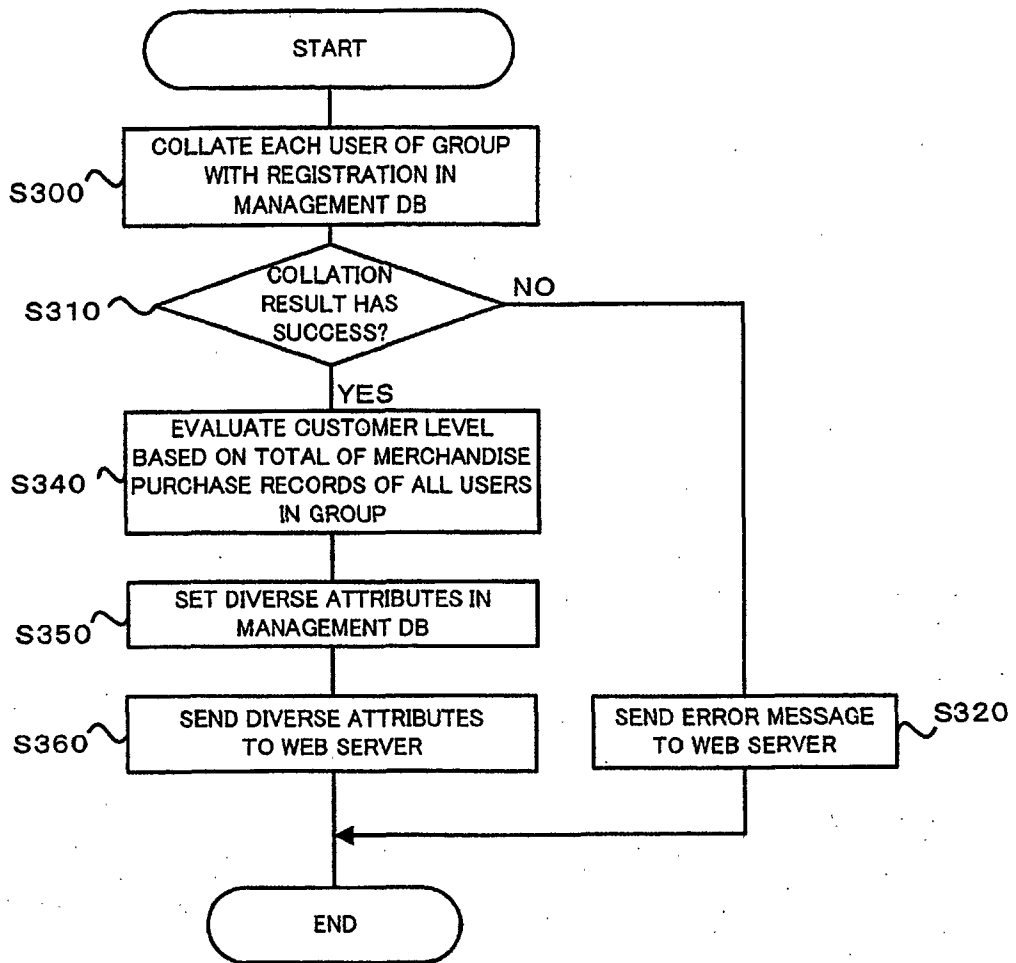 START
COLLATE EACH USER OF GROUP
WITH REGISTRATION IN
MANAGEMENT DB
S300
COLLATION
RESULT HAS
SUCCESS?
S310
NO
YES
EVALUATE CUSTOMER LEVEL
BASED ON TOTAL OF MERCHANDISE
PURCHASE RECORDS OF ALL USERS
IN GROUP
S340
SET DIVERSE ATTRIBUTES IN
MANAGEMENT DB
S350
SEND DIVERSE ATTRIBUTES
TO WEB SERVER
S360
SEND ERROR MESSAGE
TO WEB SERVER
S320
END